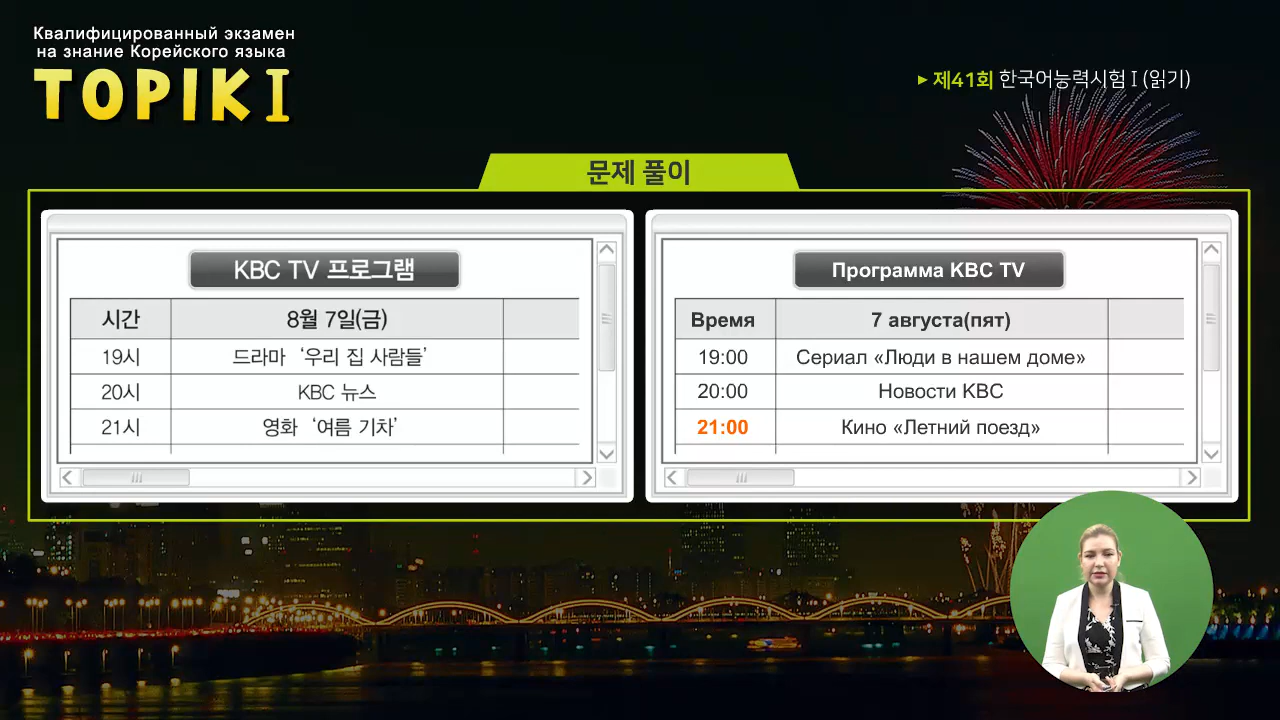 Квалифицированный экзамен
на знание Корейского языка
TOPIK I
▶ 제41회 한국어능력시험 I (읽기)
문제 풀이
KBC TV 프로그램
시간 8월 7일(금)
19시 드라마 ‘우리 집 사람들’
20시 KBC 뉴스
21시 영화 ‘여름 기차’
Программа KBC TV
Время 7 августа(пят)
19:00 Сериал «Люди в нашем доме»
20:00 Новости KBC
21:00 Кино «Летний поезд»